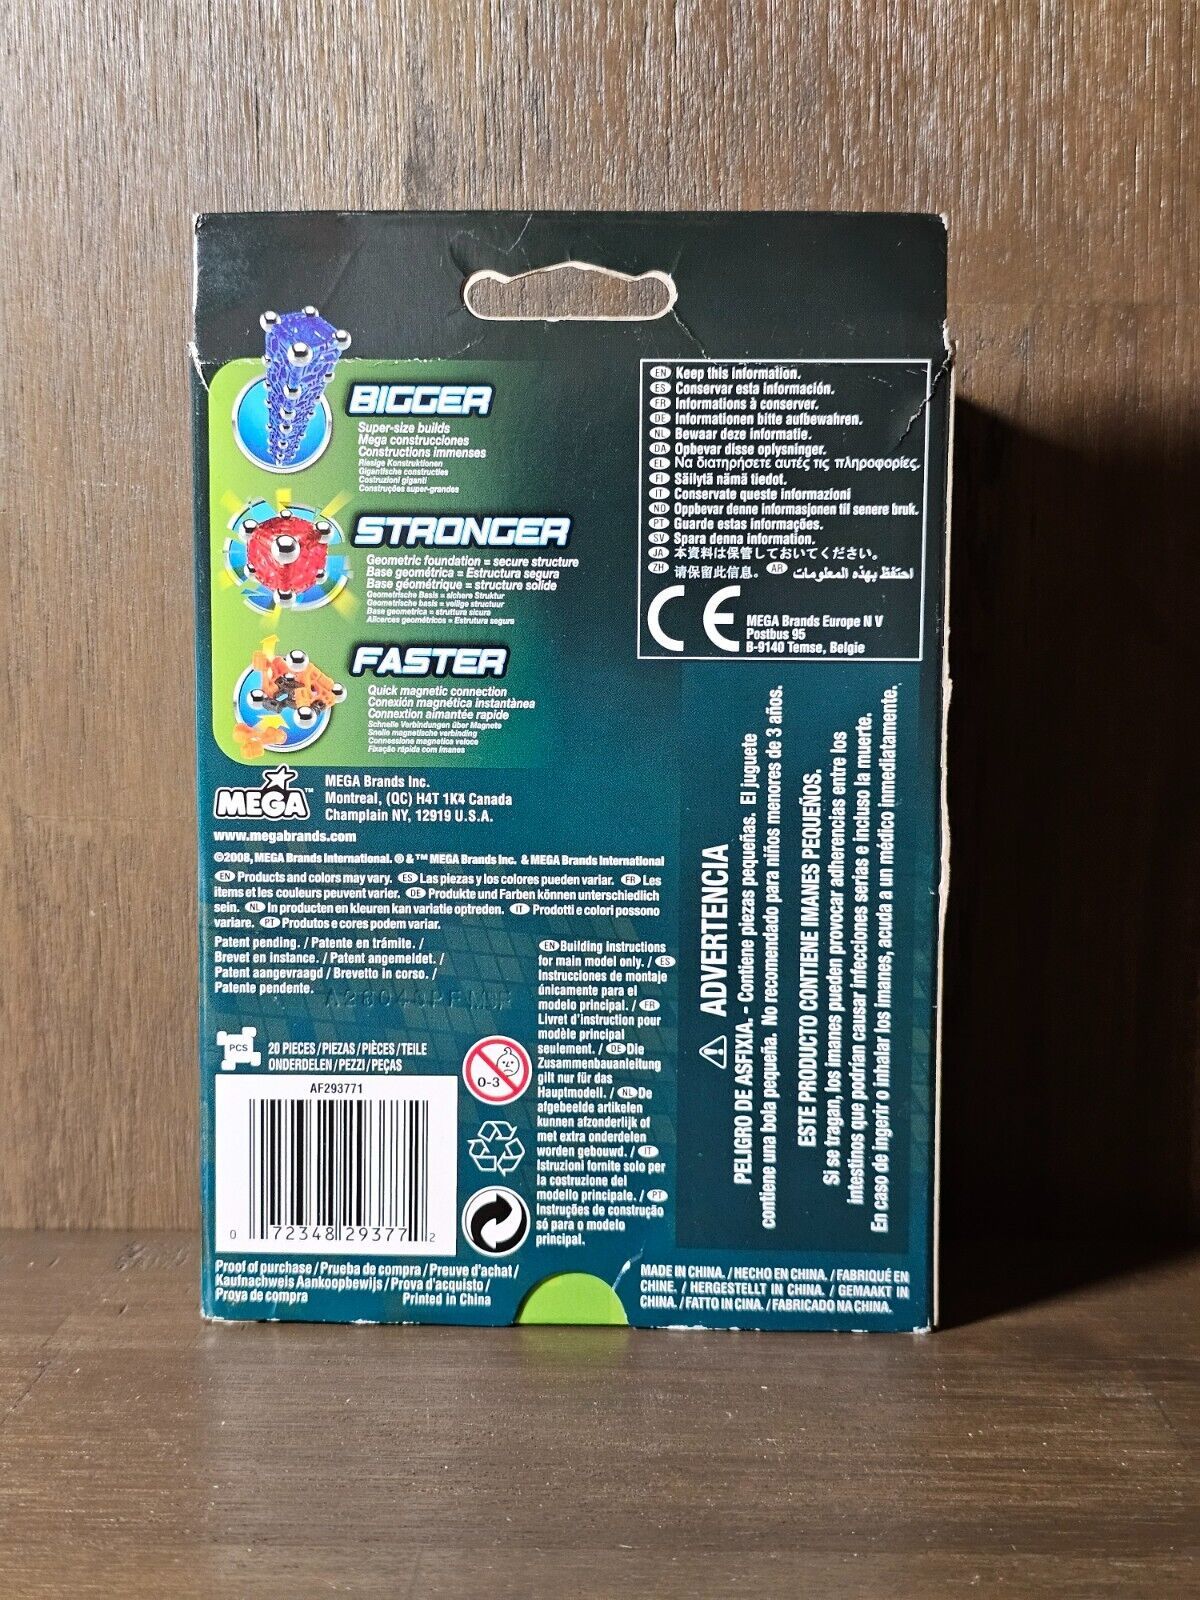 BIGGER
Super-size builds
Mega construcciones
Constructions immenses
Riesige Konstruktionen
Gigantische constructies
Costruzioni giganti
Construções super-grandes
STRONGER
Geometric foundation = secure structure
Base geométrica = Estructura segura
Base géométrique = structure solide
Geometrische Basis = sichere Struktur
Geometrische basis = veilige structuur
Base geometrica = struttura sicura
Alicerces geométricos = Estrutura segura
FASTER
Quick magnetic connection
Conexión magnética instantánea
Connextion aimantée rapide
Schnelle Verbindungen über Magnete
Snelle magnetische verbinding
Connessione magnetica veloce
Fixação rápida com ímanes
EN Keep this information.
ES Conservar esta información.
FR Informations à conserver.
DE Informationen bitte aufbewahren.
NL Bewaar deze informatie.
DA Opbevar disse oplysninger.
EL Να διατηρήσετε αυτές τις πληροφορίες.
FI Säilytä nämä tiedot.
IT Conservate queste informazioni
NO Oppbevar denne informasjonen til senere bruk.
PT Guarde estas informações.
SV Spara denna information.
JA 本資料は保管しておいてください。
ZH 请保留此信息。 AR احتفظ بهذه المعلومات
CE
MEGA Brands Europe N V
Postbus 95
B-9140 Temse, Belgie
MEGA™
MEGA Brands Inc.
Montreal, (QC) H4T 1K4 Canada
Champlain NY, 12919 U.S.A.
www.megabrands.com
©2008, MEGA Brands International. ® & ™ MEGA Brands Inc. & MEGA Brands International
EN Products and colors may vary. ES Las piezas y los colores pueden variar. FR Les
items et les couleurs peuvent varier. DE Produkte und Farben können unterschiedlich
sein. NL In producten en kleuren kan variatie optreden. IT Prodotti e colori possono
variare. PT Produtos e cores podem variar.
Patent pending. / Patente en trámite. /
Brevet en instance. / Patent angemeldet. /
Patent aangevraagd / Brevetto in corso. /
Patente pendente.
PCS
20 PIECES / PIEZAS / PIÈCES / TEILE
ONDERDELEN / PEZZI / PEÇAS
AF293771
0 72348 29377 2
0-3
EN Building instructions
for main model only. / ES
Instrucciones de montaje
únicamente para el
modelo principal. / FR
Livret d'instruction pour
modèle principal
seulement. / DE Die
Zusammenbauanleitung
gilt nur für das
Hauptmodell. / NL De
afgebeelde artikelen
kunnen afzonderlijk of
met extra onderdelen
worden gebouwd. / IT
Istruzioni fornite solo per
la costruzione del
modello principale. / PT
Instruções de construção
só para o modelo
principal.
⚠ ADVERTENCIA
PELIGRO DE ASFIXIA. - Contiene piezas pequeñas. El juguete
contiene una bola pequeña. No recomendado para niños menores de 3 años.
ESTE PRODUCTO CONTIENE IMANES PEQUEÑOS.
Si se tragan, los imanes pueden provocar adherencias entre los
intestinos que podrían causar infecciones serias e incluso la muerte.
En caso de ingerir o inhalar los imanes, acuda a un médico inmediatamente.
Proof of purchase / Prueba de compra / Preuve d'achat /
Kaufnachweis Aankoopbewijs / Prova d'acquisto /
Prova de compra
Printed in China
MADE IN CHINA. / HECHO EN CHINA. / FABRIQUÉ EN
CHINE. / HERGESTELLT IN CHINA. / GEMAAKT IN
CHINA. / FATTO IN CINA. / FABRICADO NA CHINA.